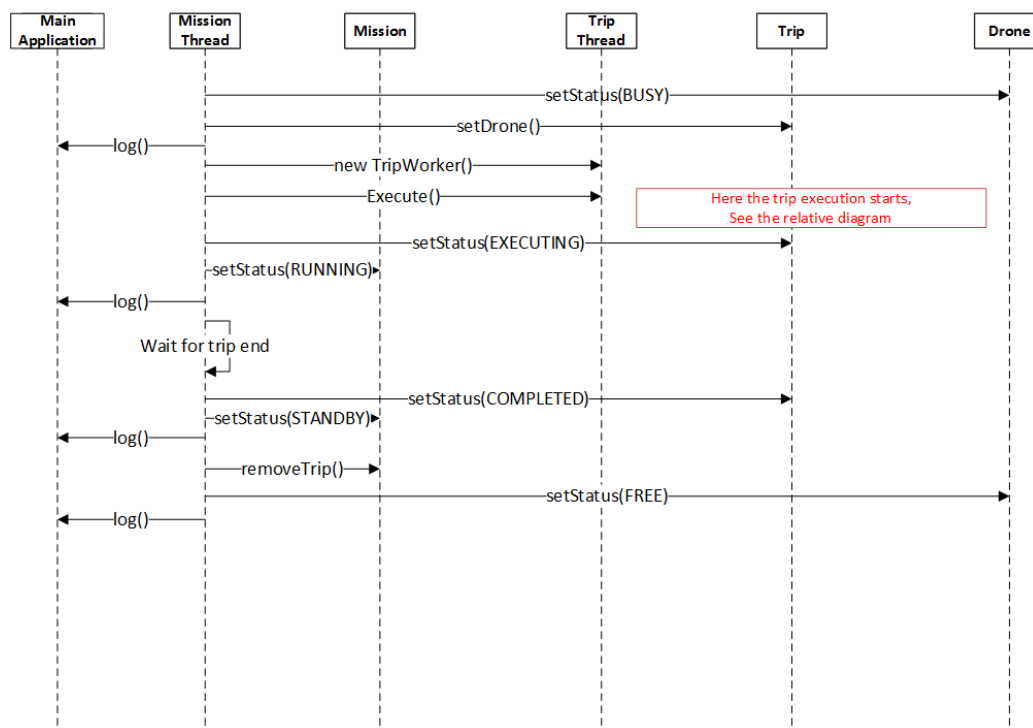 Main
Application
Mission
Thread
Mission
Trip
Thread
Trip
Drone
setStatus(BUSY)
setDrone()
log()
new TripWorker()
Execute()
Here the trip execution starts,
See the relative diagram
setStatus(EXECUTING)
setStatus(RUNNING)
log()
Wait for trip end
setStatus(COMPLETED)
setStatus(STANDBY)
log()
removeTrip()
setStatus(FREE)
log()